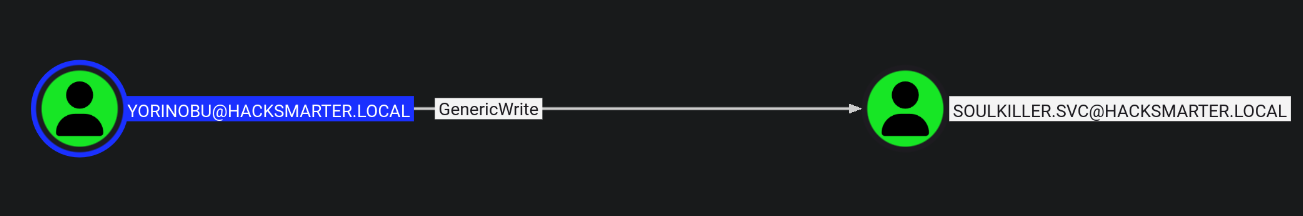 YORINOBU@HACKSMARTER.LOCAL
GenericWrite
SOULKILLER.SVC@HACKSMARTER.LOCAL